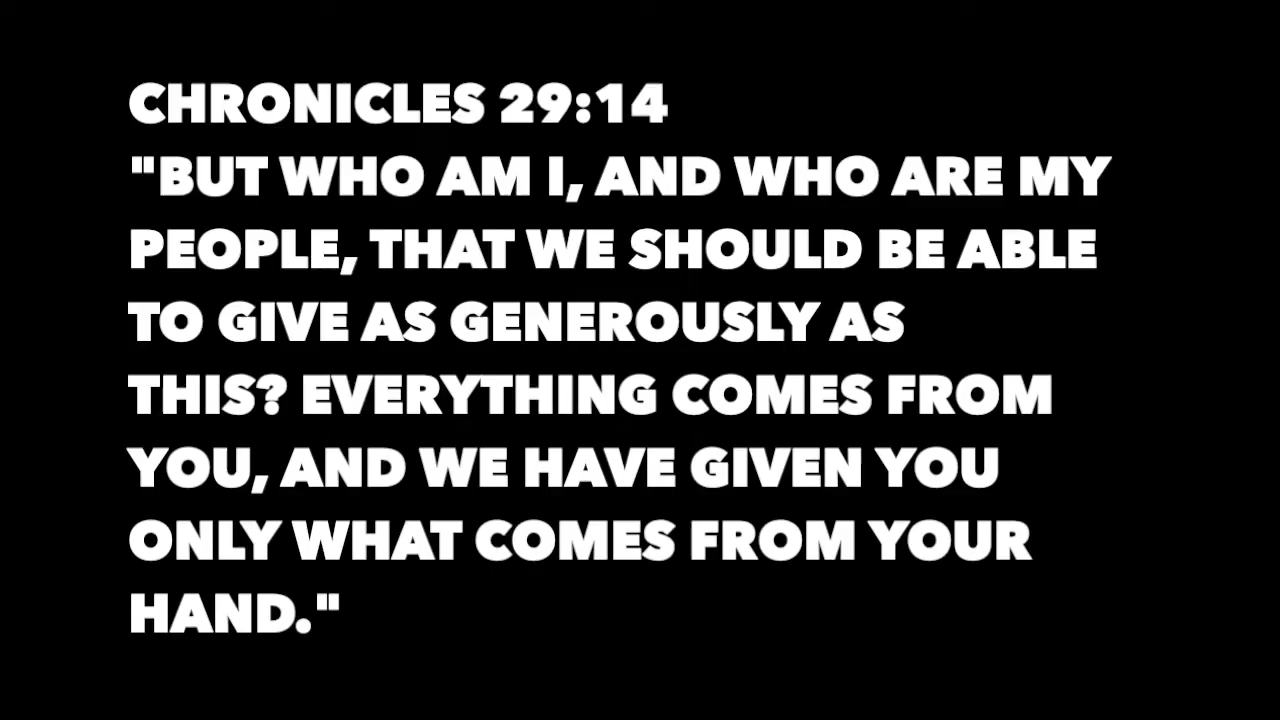 CHRONICLES 29:14
"BUT WHO AM I, AND WHO ARE MY
PEOPLE, THAT WE SHOULD BE ABLE
TO GIVE AS GENEROUSLY AS
THIS? EVERYTHING COMES FROM
YOU, AND WE HAVE GIVEN YOU
ONLY WHAT COMES FROM YOUR
HAND."